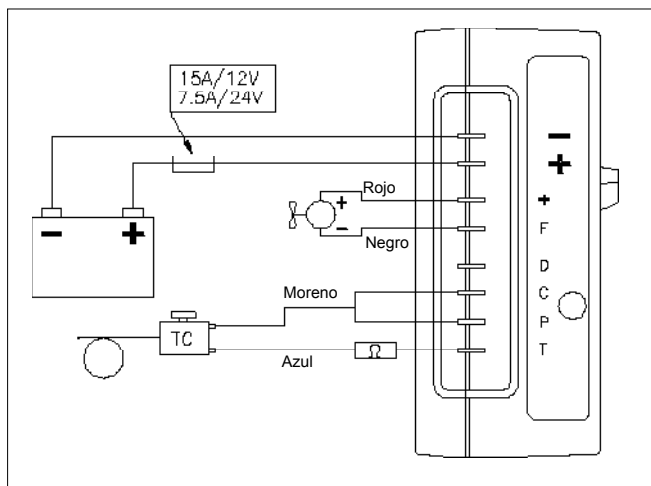 15A/12V
7.5A/24V
− +
+
−
Rojo
Negro
Moreno
TC
Azul
Ω
−
+
+
F
D
C
P
T